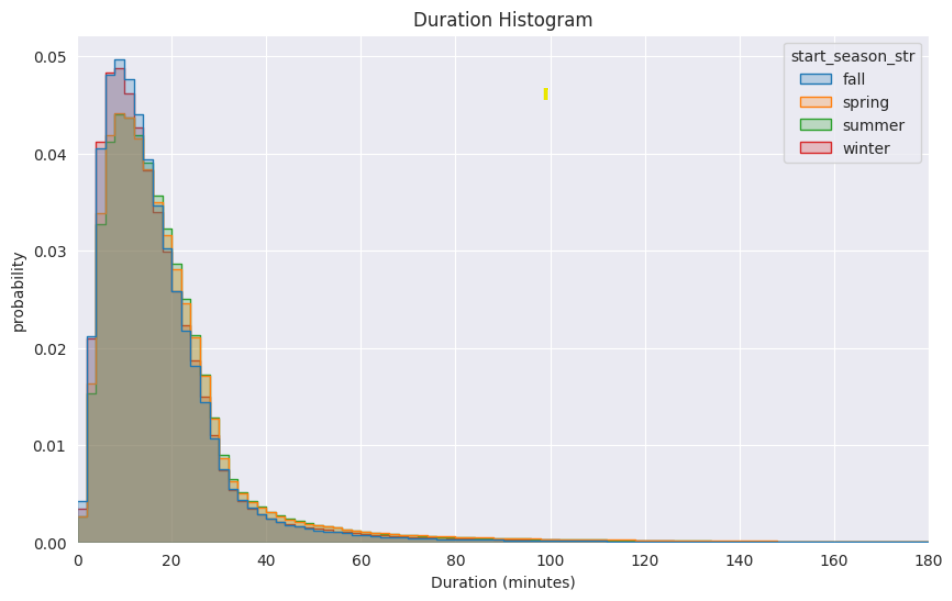 Duration Histogram
start_season_str
fall
spring
summer
winter
probability
0.05
0.04
0.03
0.02
0.01
0.00
0 20 40 60 80 100 120 140 160 180
Duration (minutes)